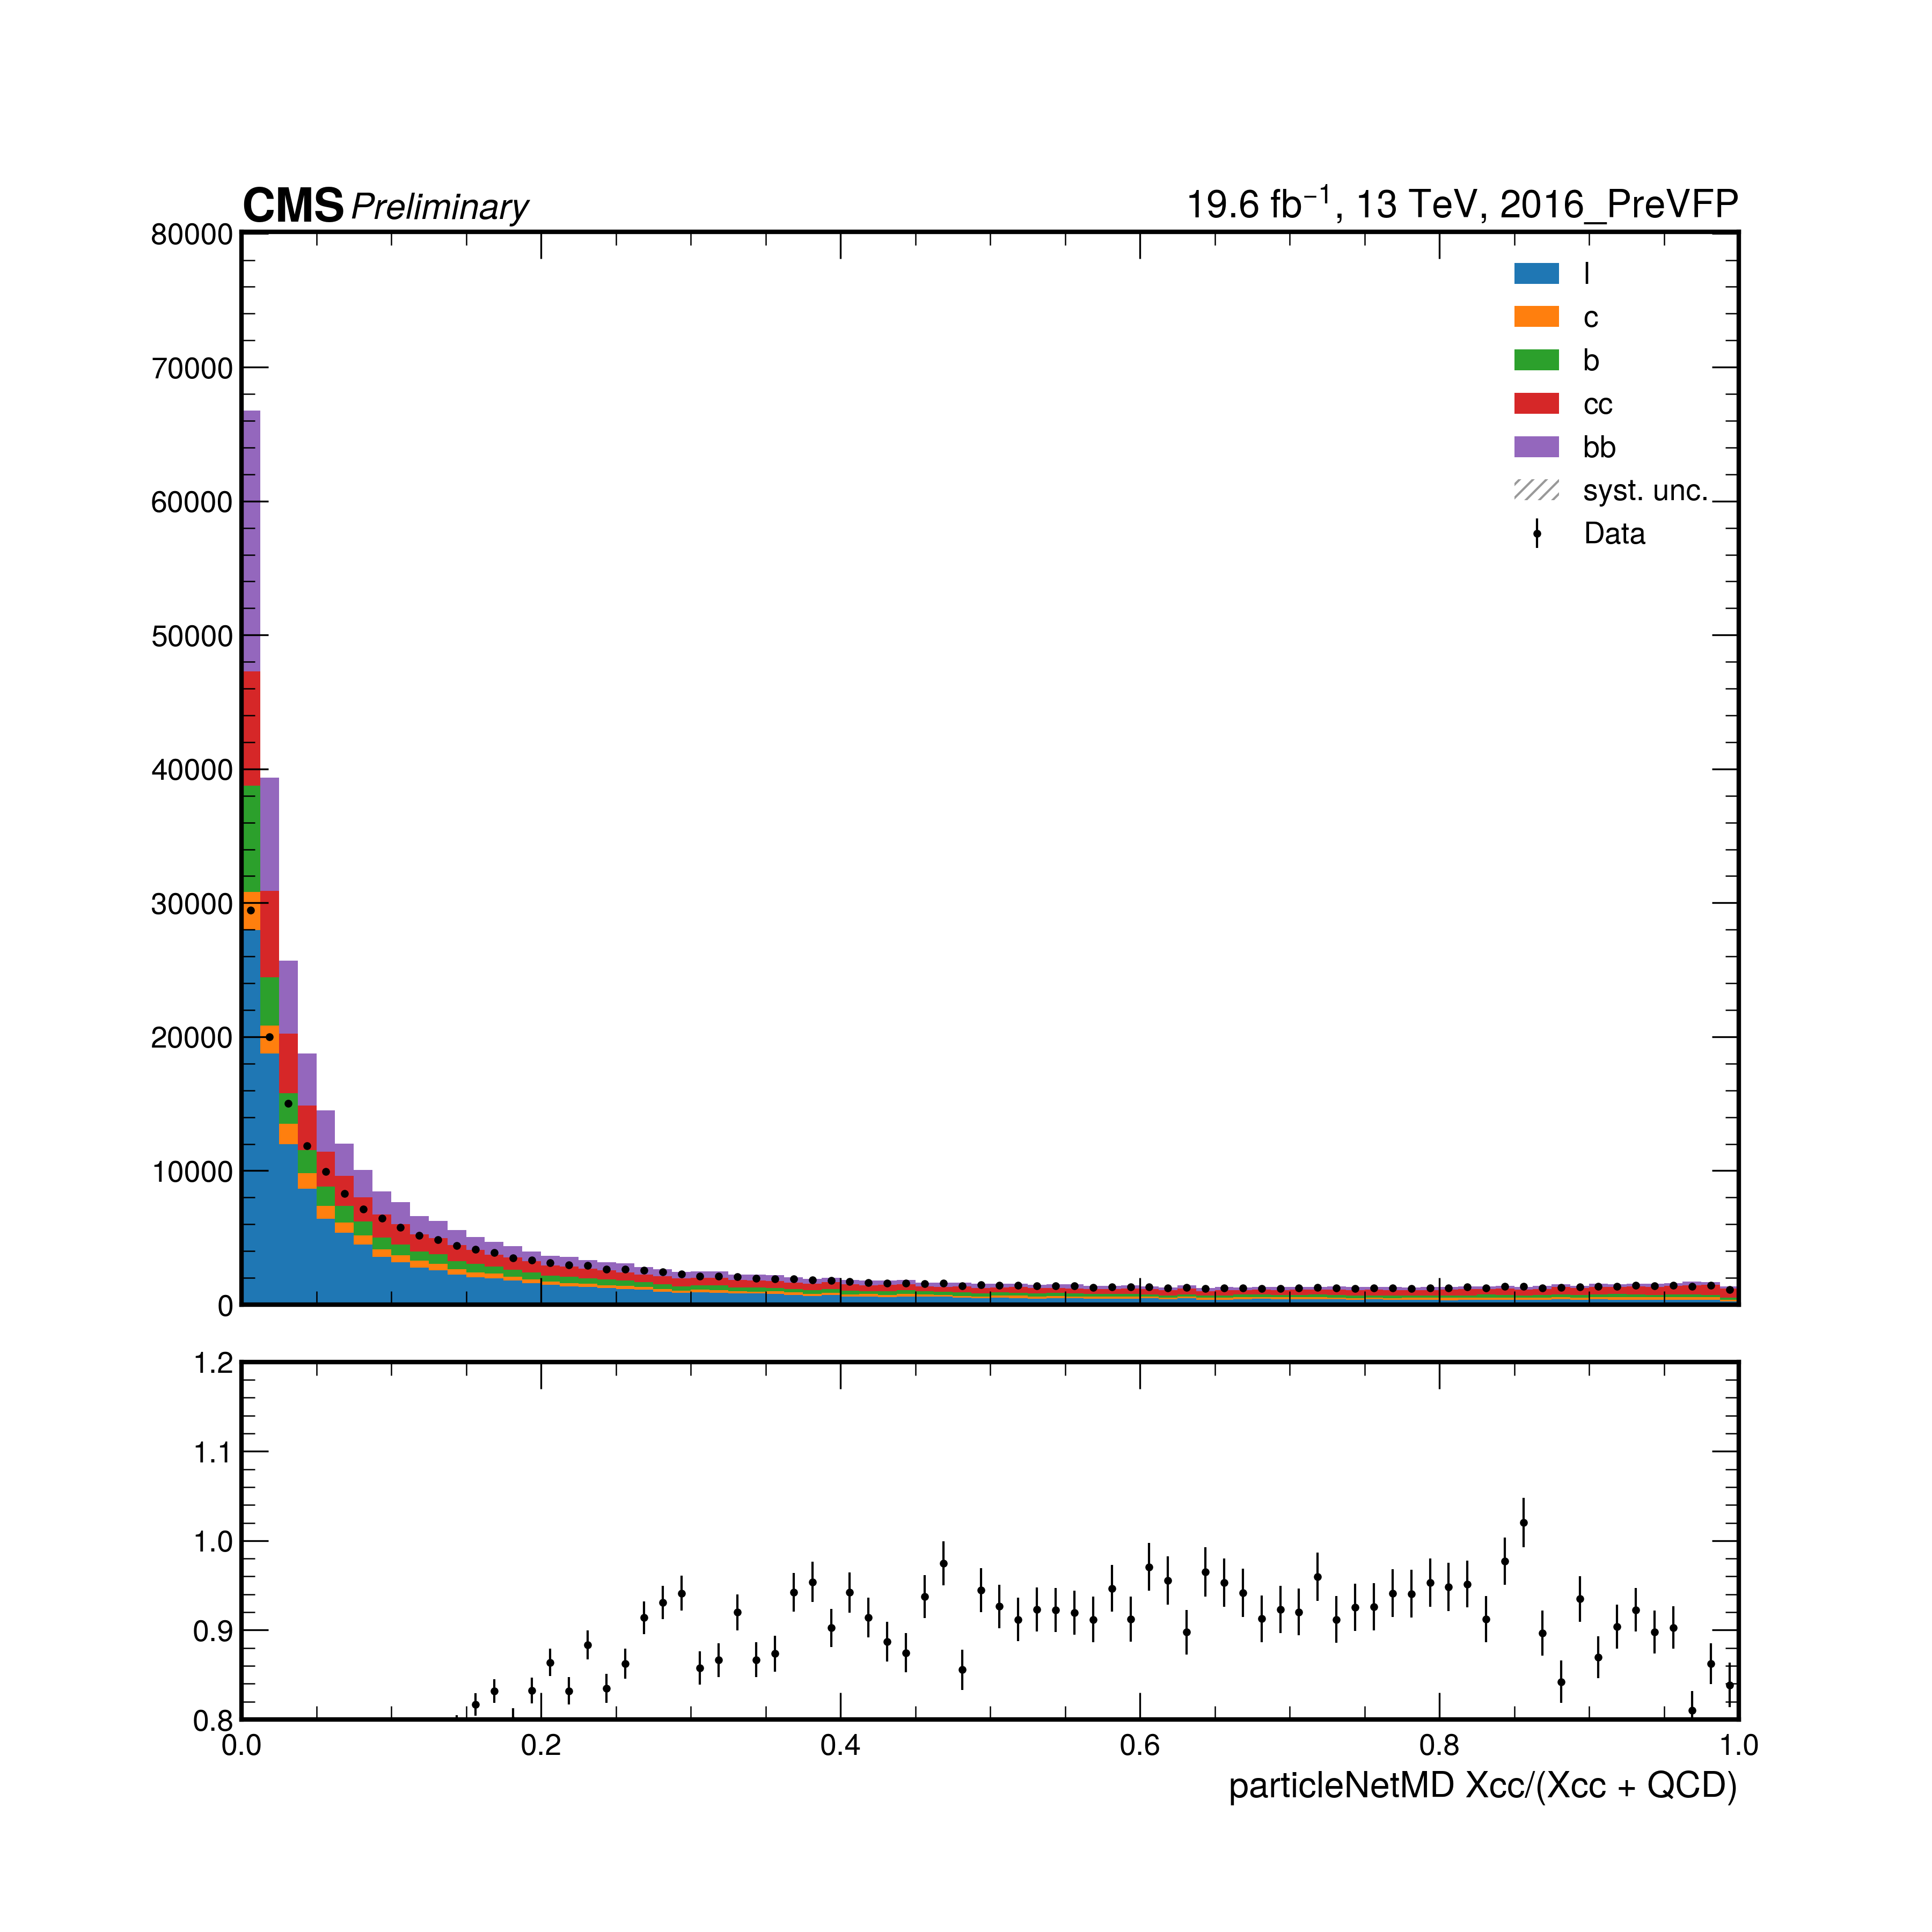 CMS Preliminary
19.6 fb⁻¹, 13 TeV, 2016_PreVFP
80000
70000
60000
50000
40000
30000
20000
10000
0
l
c
b
cc
bb
syst. unc.
Data
1.2
1.1
1.0
0.9
0.8
0.0 0.2 0.4 0.6 0.8 1.0
particleNetMD Xcc/(Xcc + QCD)